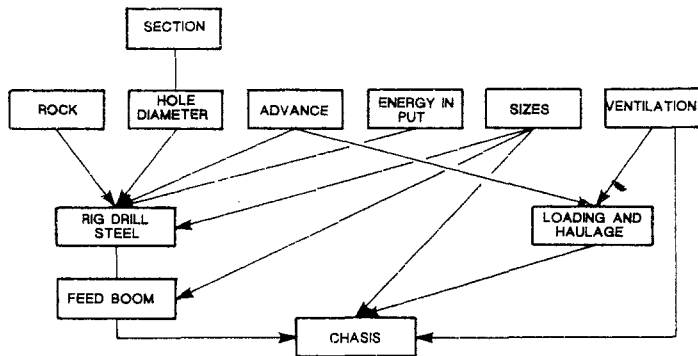 SECTION
ROCK
HOLE
DIAMETER
ADVANCE
ENERGY IN
PUT
SIZES
VENTILATION
RIG DRILL
STEEL
LOADING AND
HAULAGE
FEED BOOM
CHASIS